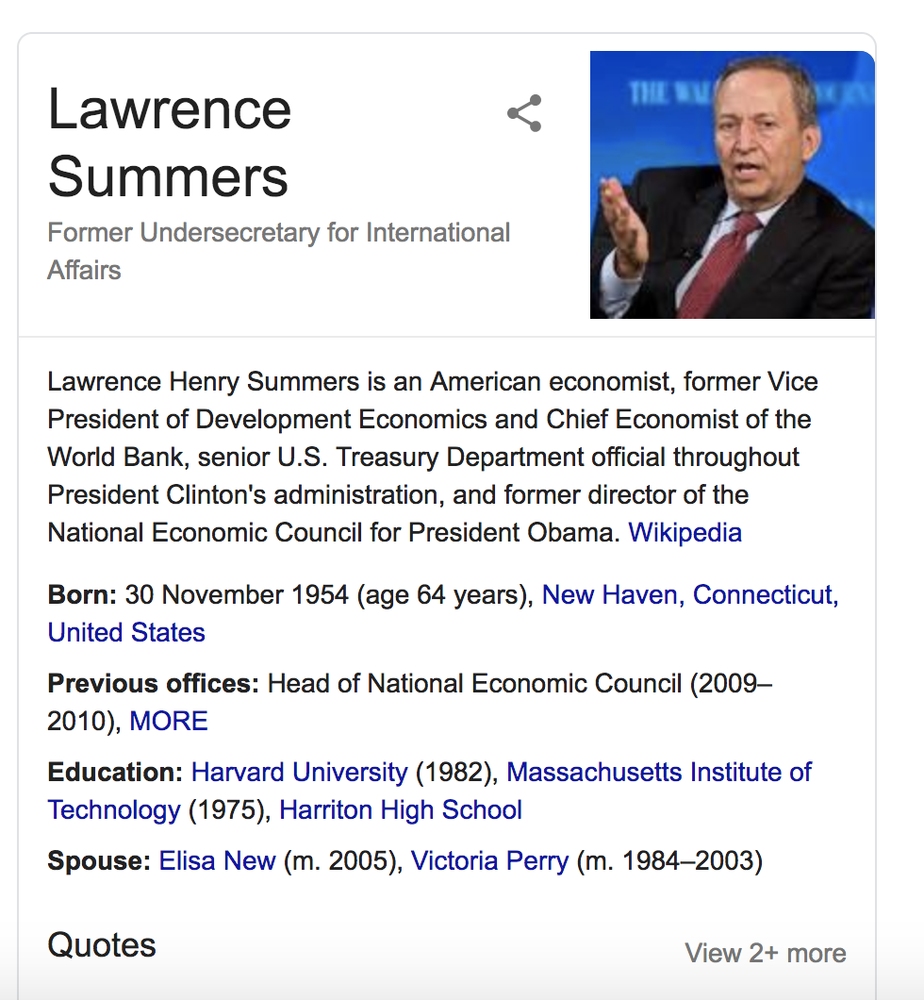 Lawrence
Summers
Former Undersecretary for International
Affairs
THE WAL
Lawrence Henry Summers is an American economist, former Vice
President of Development Economics and Chief Economist of the
World Bank, senior U.S. Treasury Department official throughout
President Clinton's administration, and former director of the
National Economic Council for President Obama. Wikipedia
Born: 30 November 1954 (age 64 years), New Haven, Connecticut,
United States
Previous offices: Head of National Economic Council (2009–
2010), MORE
Education: Harvard University (1982), Massachusetts Institute of
Technology (1975), Harriton High School
Spouse: Elisa New (m. 2005), Victoria Perry (m. 1984–2003)
Quotes
View 2+ more